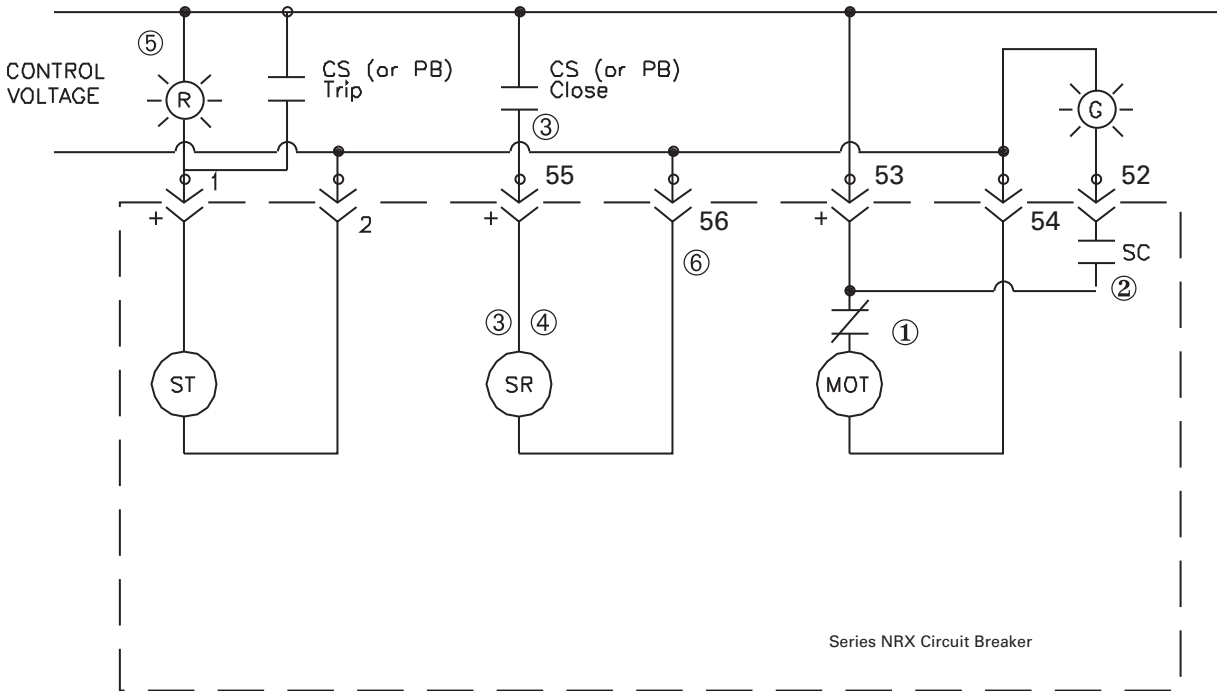 ⑤
CONTROL
VOLTAGE
R
CS (or PB)
Trip
CS (or PB)
Close
③
G
1
55
53
52
+
2
+
56
+
54
SC
⑥
②
③ ④
①
ST
SR
MOT
Series NRX Circuit Breaker